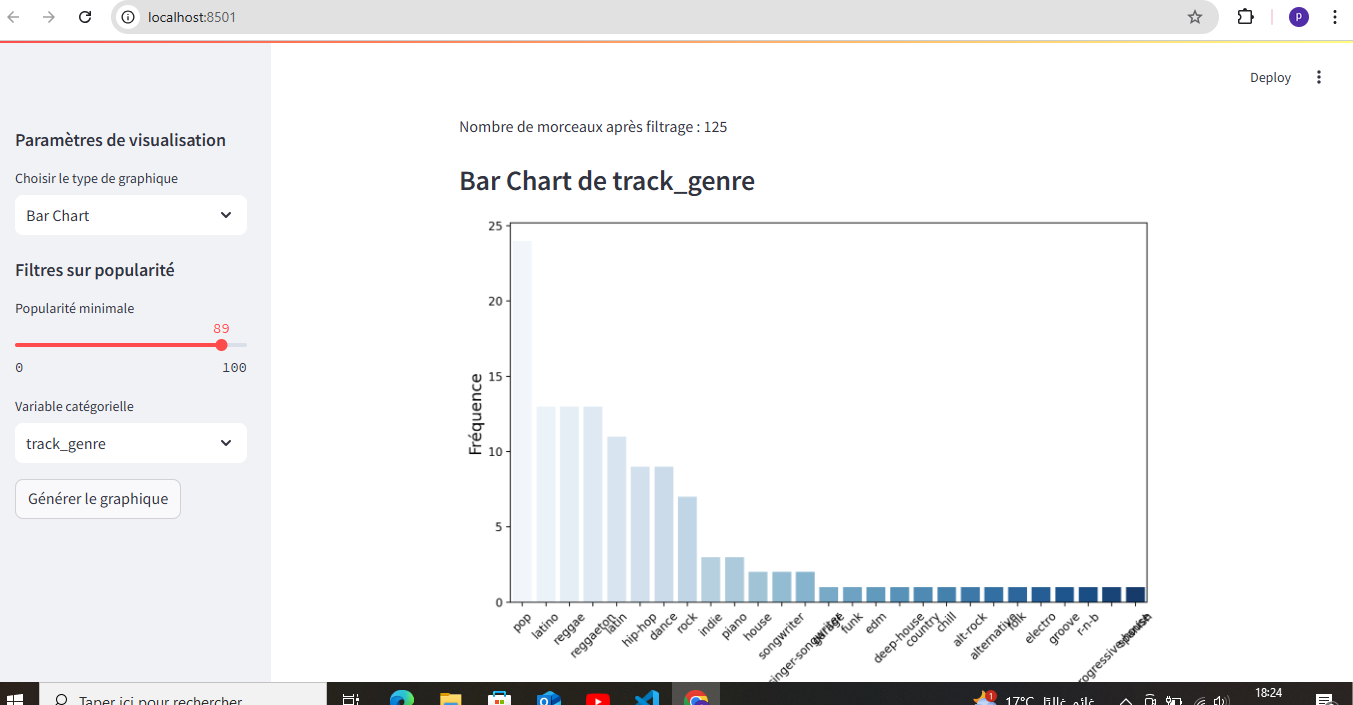 localhost:8501
P
Deploy
Paramètres de visualisation
Choisir le type de graphique
Bar Chart
Filtres sur popularité
Popularité minimale
89
0 100
Variable catégorielle
track_genre
Générer le graphique
Nombre de morceaux après filtrage : 125
Bar Chart de track_genre
Fréquence
25
20
15
10
5
0
pop
latino
reggae
reggaeton
latin
hip-hop
dance
rock
indie
piano
house
songwriter
singer-songwriter
garage
funk
edm
deep-house
country
chill
alt-rock
alternative
folk
electro
groove
r-n-b
Taper ici pour rechercher
1
17°C
18:24